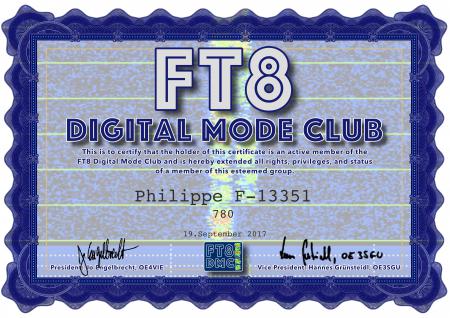 FT8
DIGITAL MODE CLUB
This is to certify that the holder of this certificate is an active member of the
FT8 Digital Mode Club and is hereby extended all rights, privileges, and status
of a member of this esteemed group.
Philippe F-13351
780
19.September 2017
FT8
DMC
OE3SGU
President: Jo Engelbrecht, OE4VIE
Vice President: Hannes Grünsteidl, OE3SGU